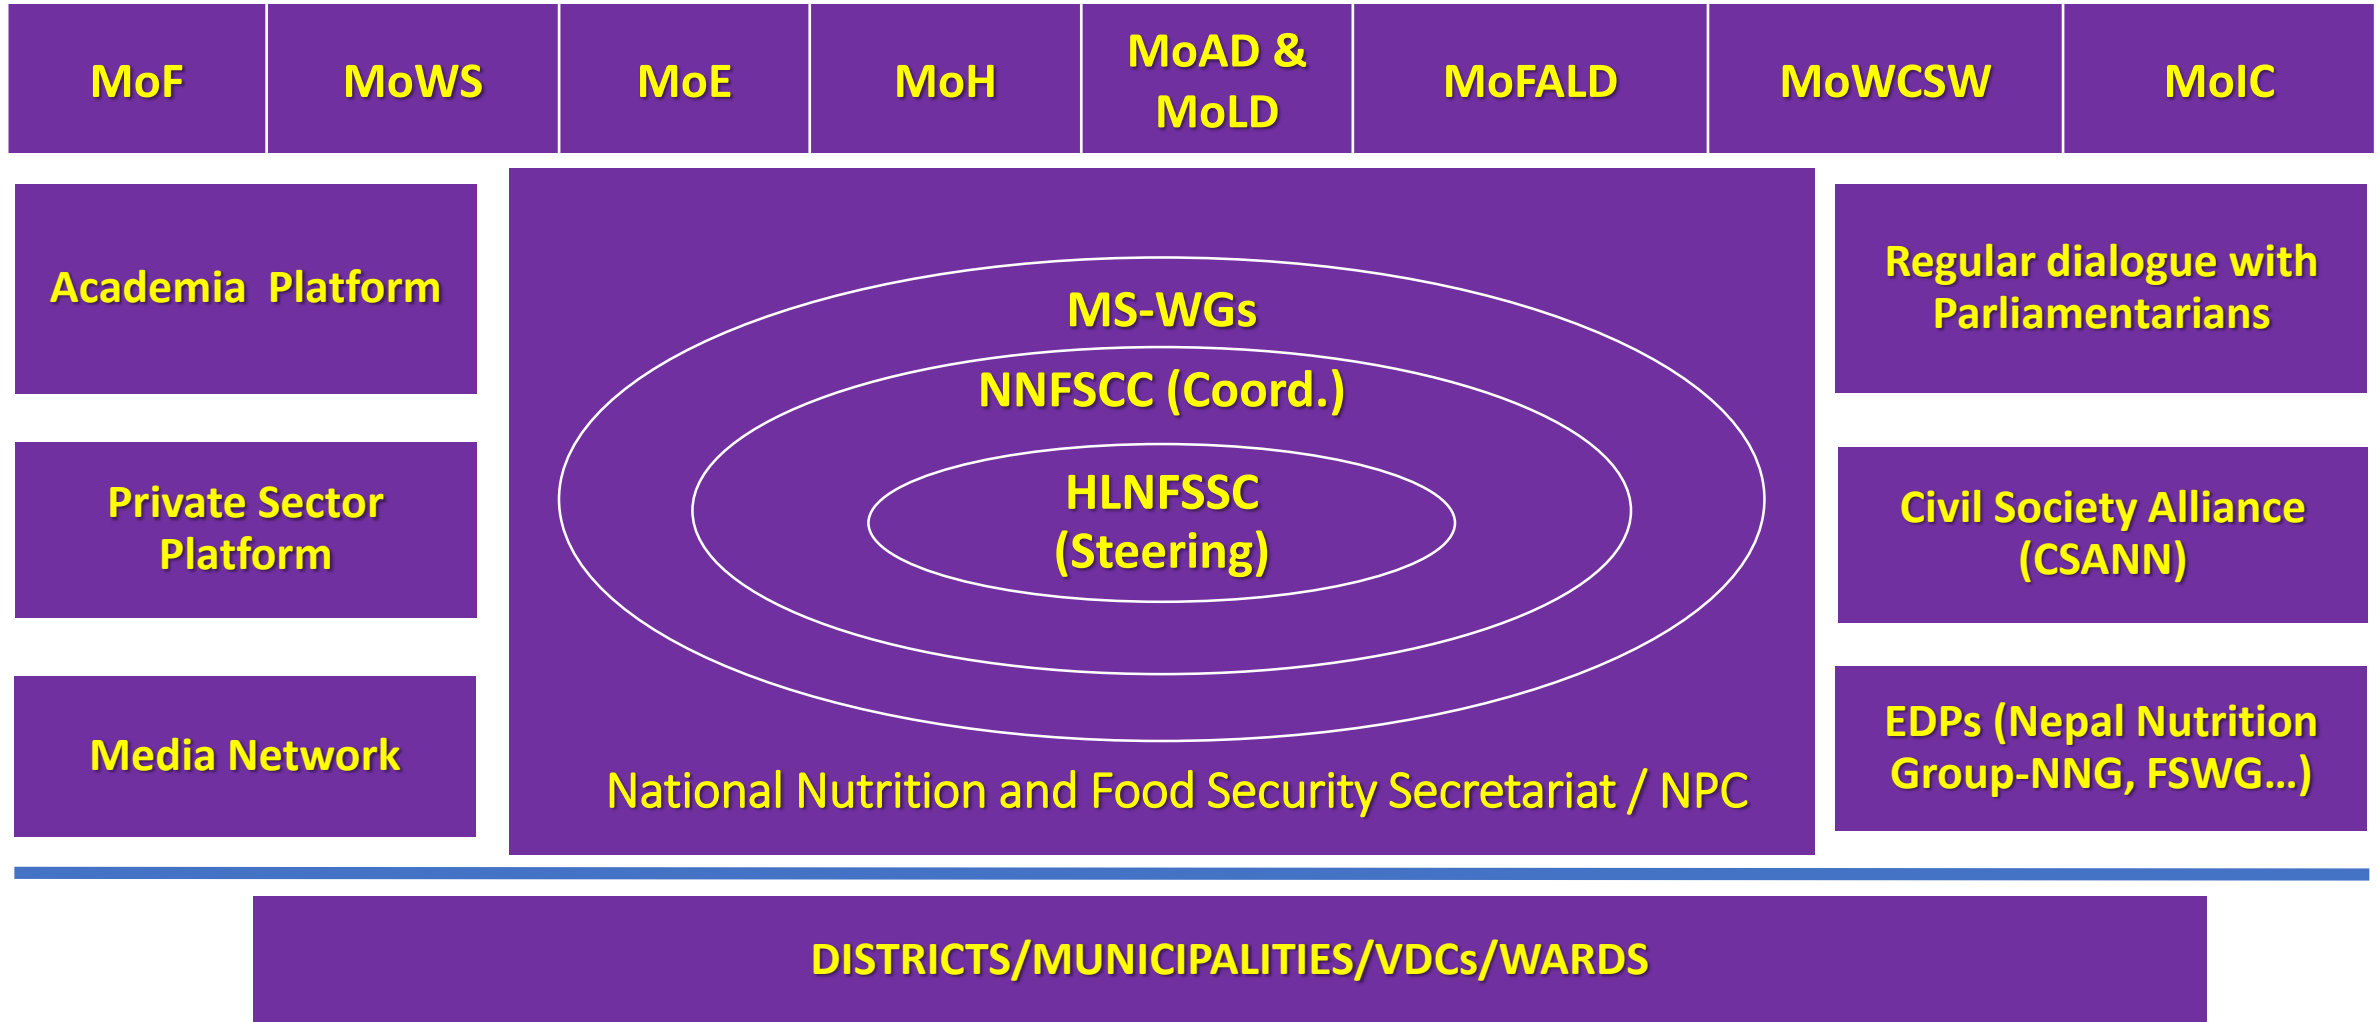 MoF
MoWS
MoE
MoH
MoAD &
MoLD
MoFALD
MoWCSW
MoIC
Academia Platform
Private Sector
Platform
Media Network
MS-WGs
NNFSCC (Coord.)
HLNFSSC
(Steering)
National Nutrition and Food Security Secretariat / NPC
Regular dialogue with
Parliamentarians
Civil Society Alliance
(CSANN)
EDPs (Nepal Nutrition
Group-NNG, FSWG...)
DISTRICTS/MUNICIPALITIES/VDCs/WARDS